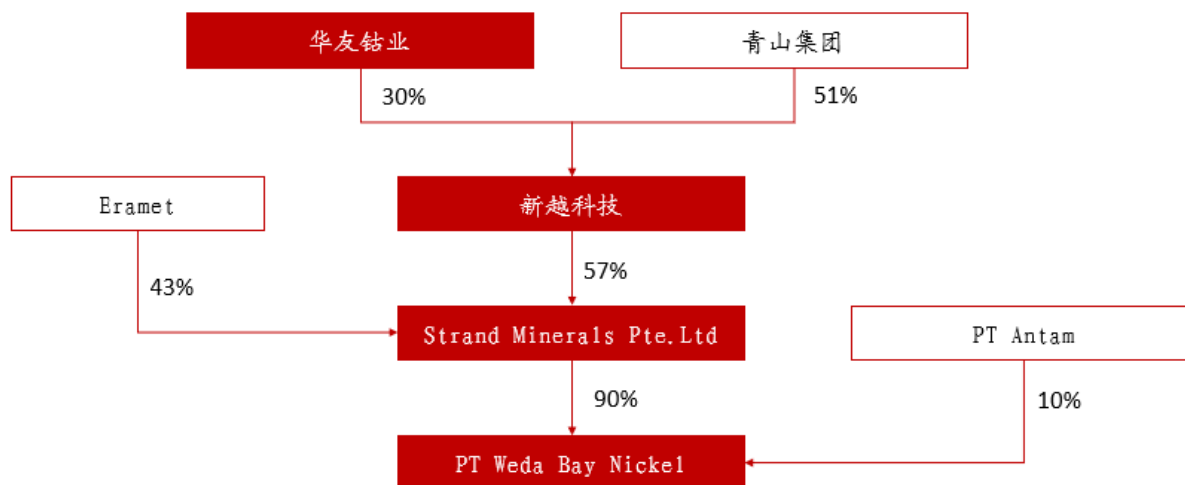 华友钴业
青山集团
30%
51%
Eramet
新越科技
43%
57%
Strand Minerals Pte.Ltd
PT Antam
90%
10%
PT Weda Bay Nickel